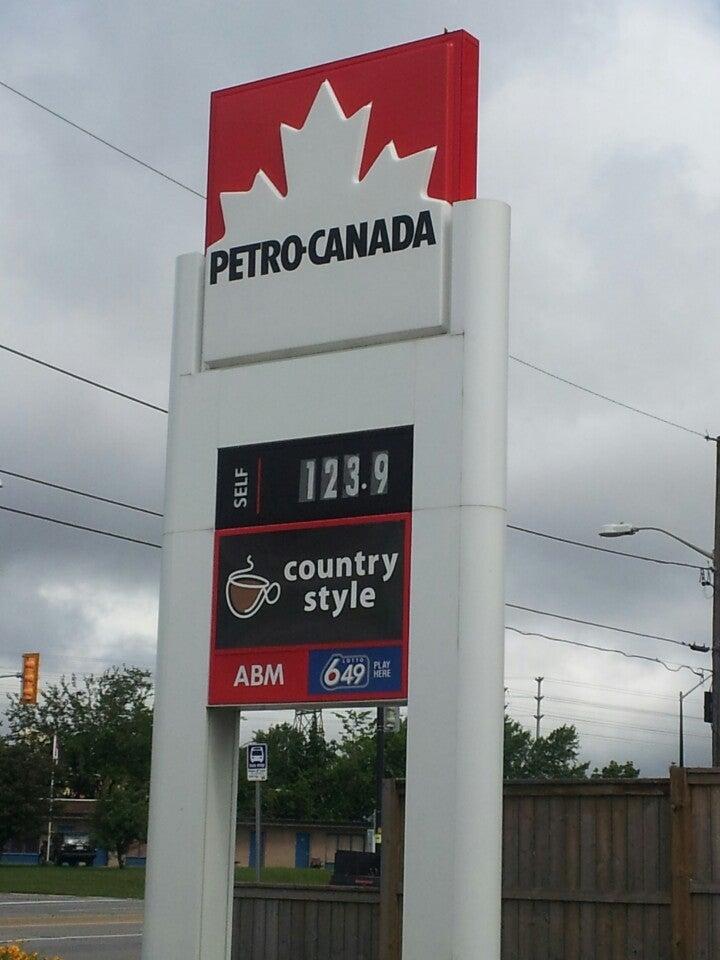 PETRO-CANADA
SELF 123.9
country
style
ABM LOTTO 649 PLAY HERE